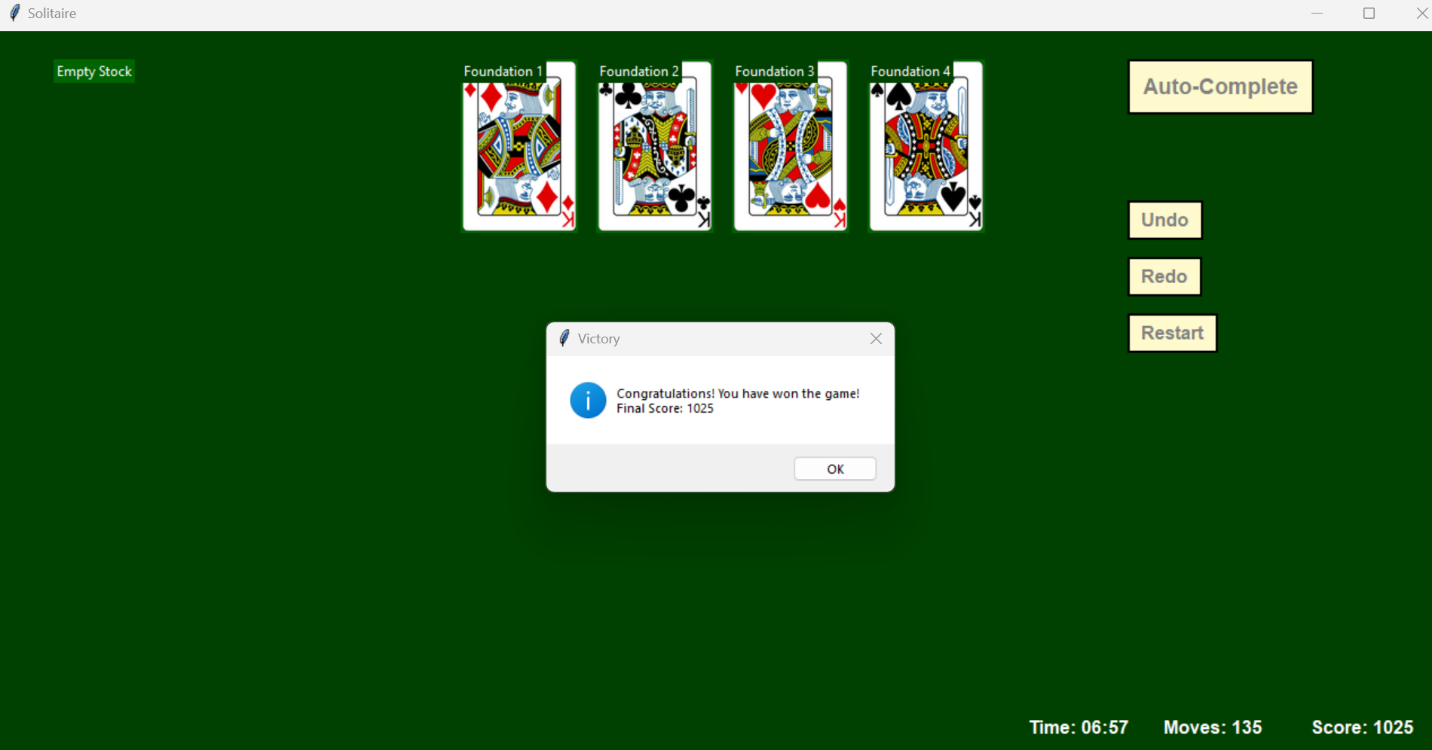 Solitaire
Empty Stock
Foundation 1
Foundation 2
Foundation 3
Foundation 4
K
K
K
K
Auto-Complete
Undo
Redo
Restart
Victory
Congratulations! You have won the game!
Final Score: 1025
OK
Time: 06:57
Moves: 135
Score: 1025